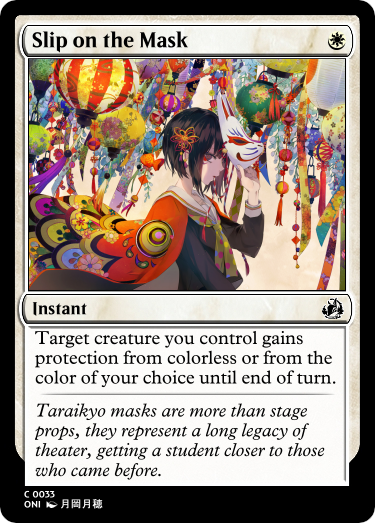 Slip on the Mask
Instant
Target creature you control gains
protection from colorless or from the
color of your choice until end of turn.
Taraikyo masks are more than stage
props, they represent a long legacy of
theater, getting a student closer to those
who came before.
C 0033
ONI 月岡月穂